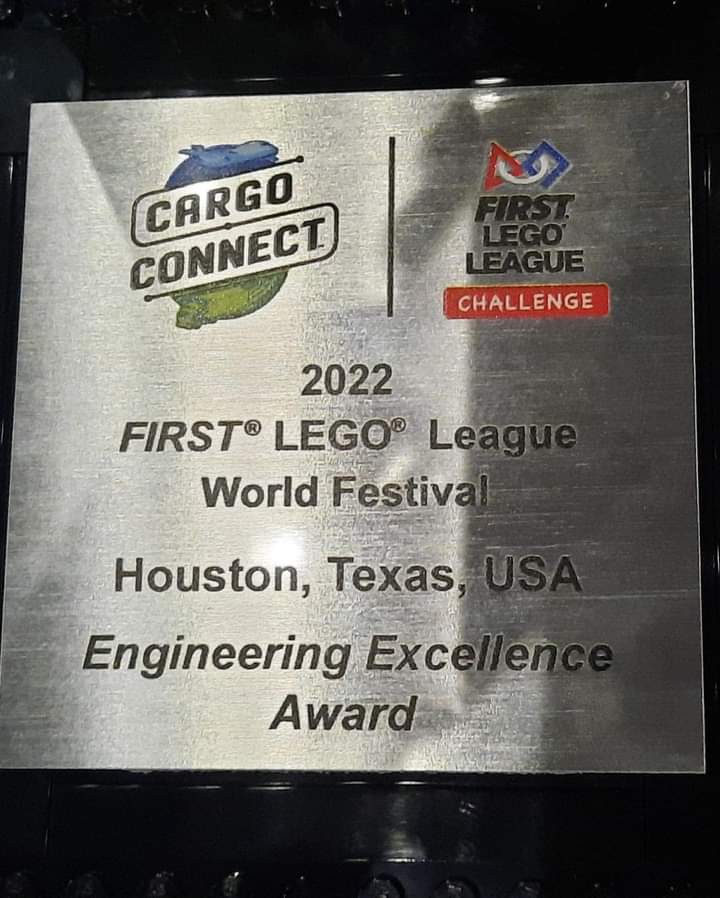 CARGO
CONNECT
FIRST
LEGO®
LEAGUE
CHALLENGE
2022
FIRST® LEGO® League
World Festival
Houston, Texas, USA
Engineering Excellence
Award